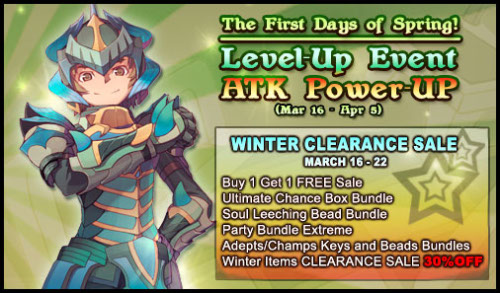 The First Days of Spring!
Level-Up Event
ATK Power-UP
(Mar 16 - Apr 5)
WINTER CLEARANCE SALE
MARCH 16 - 22
Buy 1 Get 1 FREE Sale
Ultimate Chance Box Bundle
Soul Leeching Bead Bundle
Party Bundle Extreme
Adepts/Champs Keys and Beads Bundles
Winter Items CLEARANCE SALE 30%OFF